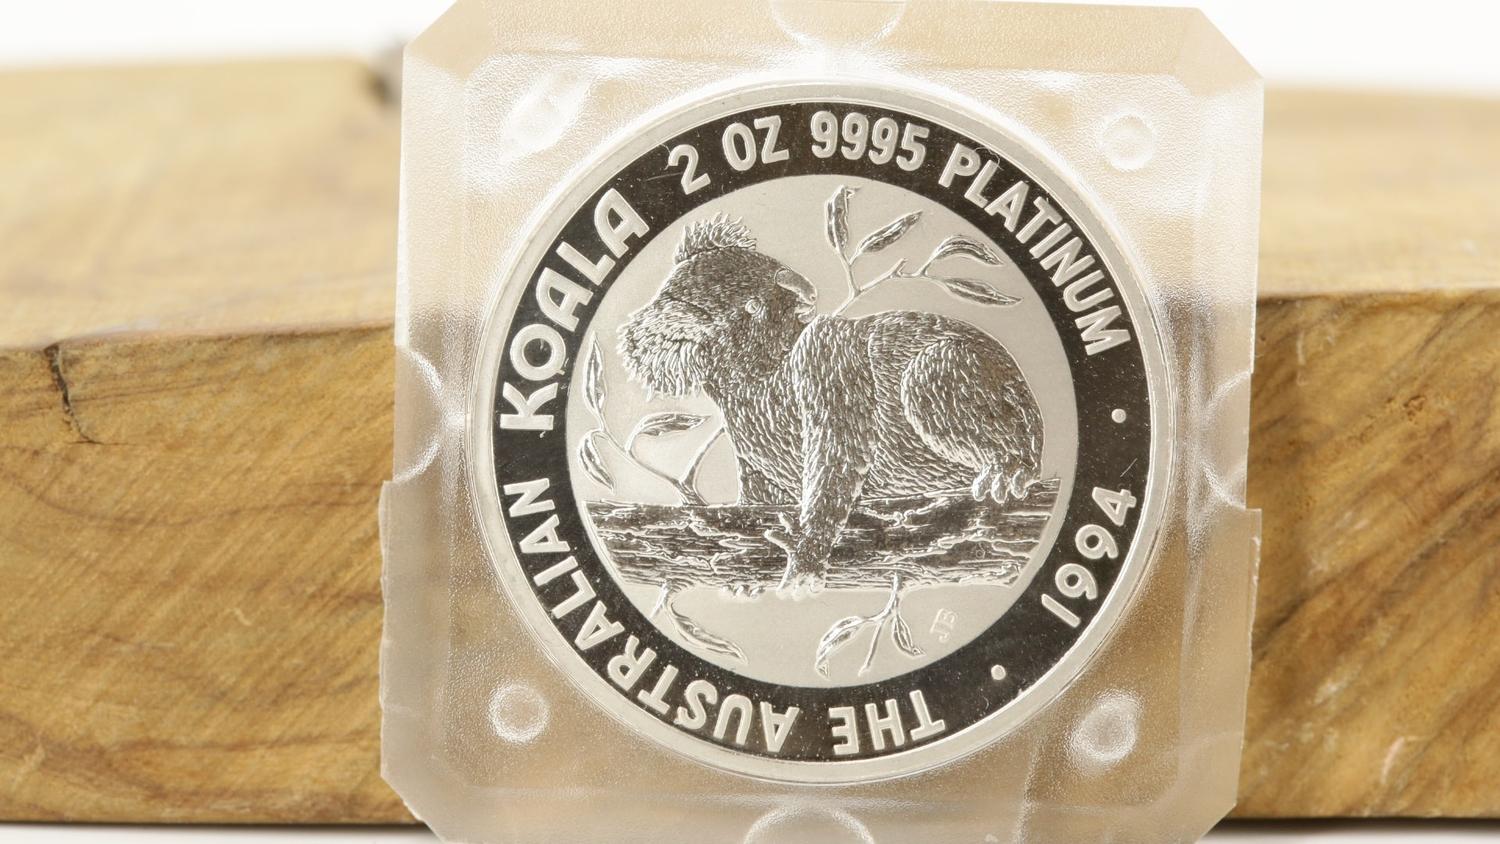 THE AUSTRALIAN KOALA 2 OZ 9995 PLATINUM • 1994 •
JB